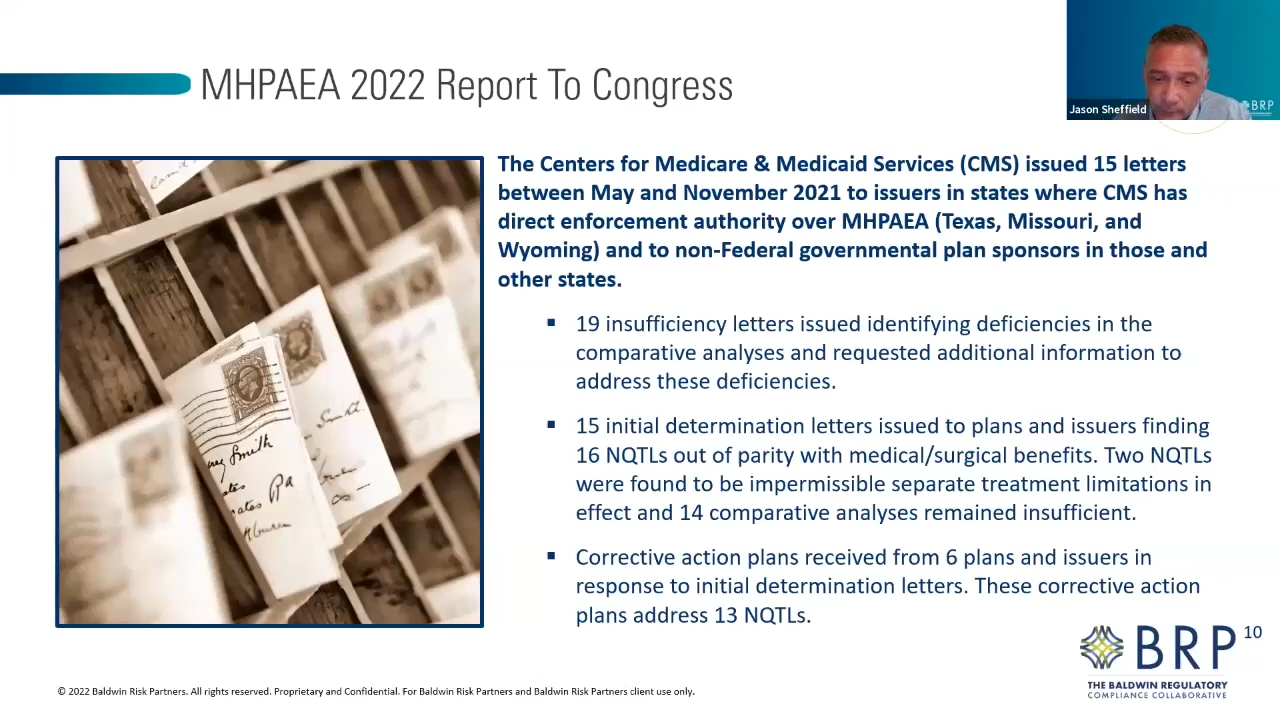 MHPAEA 2022 Report To Congress
Jason Sheffield
BRP
The Centers for Medicare & Medicaid Services (CMS) issued 15 letters
between May and November 2021 to issuers in states where CMS has
direct enforcement authority over MHPAEA (Texas, Missouri, and
Wyoming) and to non-Federal governmental plan sponsors in those and
other states.
▪ 19 insufficiency letters issued identifying deficiencies in the
comparative analyses and requested additional information to
address these deficiencies.
▪ 15 initial determination letters issued to plans and issuers finding
16 NQTLs out of parity with medical/surgical benefits. Two NQTLs
were found to be impermissible separate treatment limitations in
effect and 14 comparative analyses remained insufficient.
▪ Corrective action plans received from 6 plans and issuers in
response to initial determination letters. These corrective action
plans address 13 NQTLs.
Smith
BRP
10
THE BALDWIN REGULATORY
COMPLIANCE COLLABORATIVE
© 2022 Baldwin Risk Partners. All rights reserved. Proprietary and Confidential. For Baldwin Risk Partners and Baldwin Risk Partners client use only.